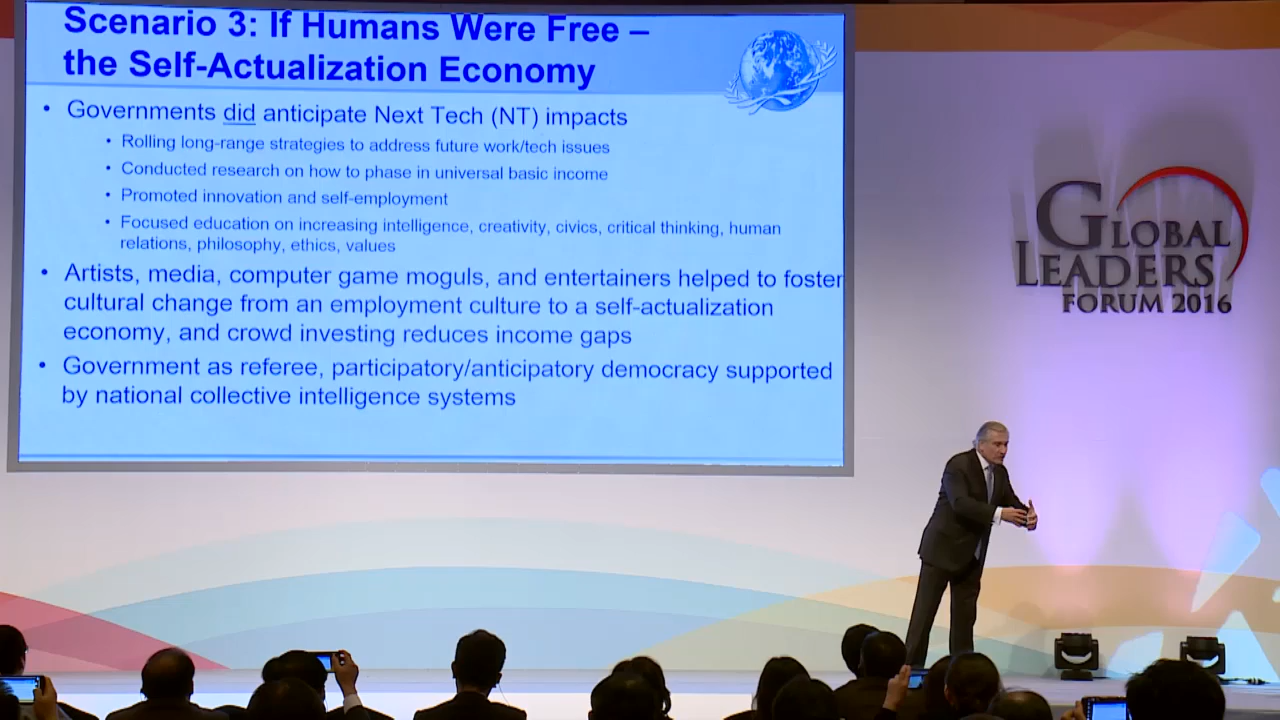 Scenario 3: If Humans Were Free –
the Self-Actualization Economy
• Governments did anticipate Next Tech (NT) impacts
• Rolling long-range strategies to address future work/tech issues
• Conducted research on how to phase in universal basic income
• Promoted innovation and self-employment
• Focused education on increasing intelligence, creativity, civics, critical thinking, human
relations, philosophy, ethics, values
• Artists, media, computer game moguls, and entertainers helped to foster
cultural change from an employment culture to a self-actualization
economy, and crowd investing reduces income gaps
• Government as referee, participatory/anticipatory democracy supported
by national collective intelligence systems
GLOBAL
LEADERS
FORUM 2016